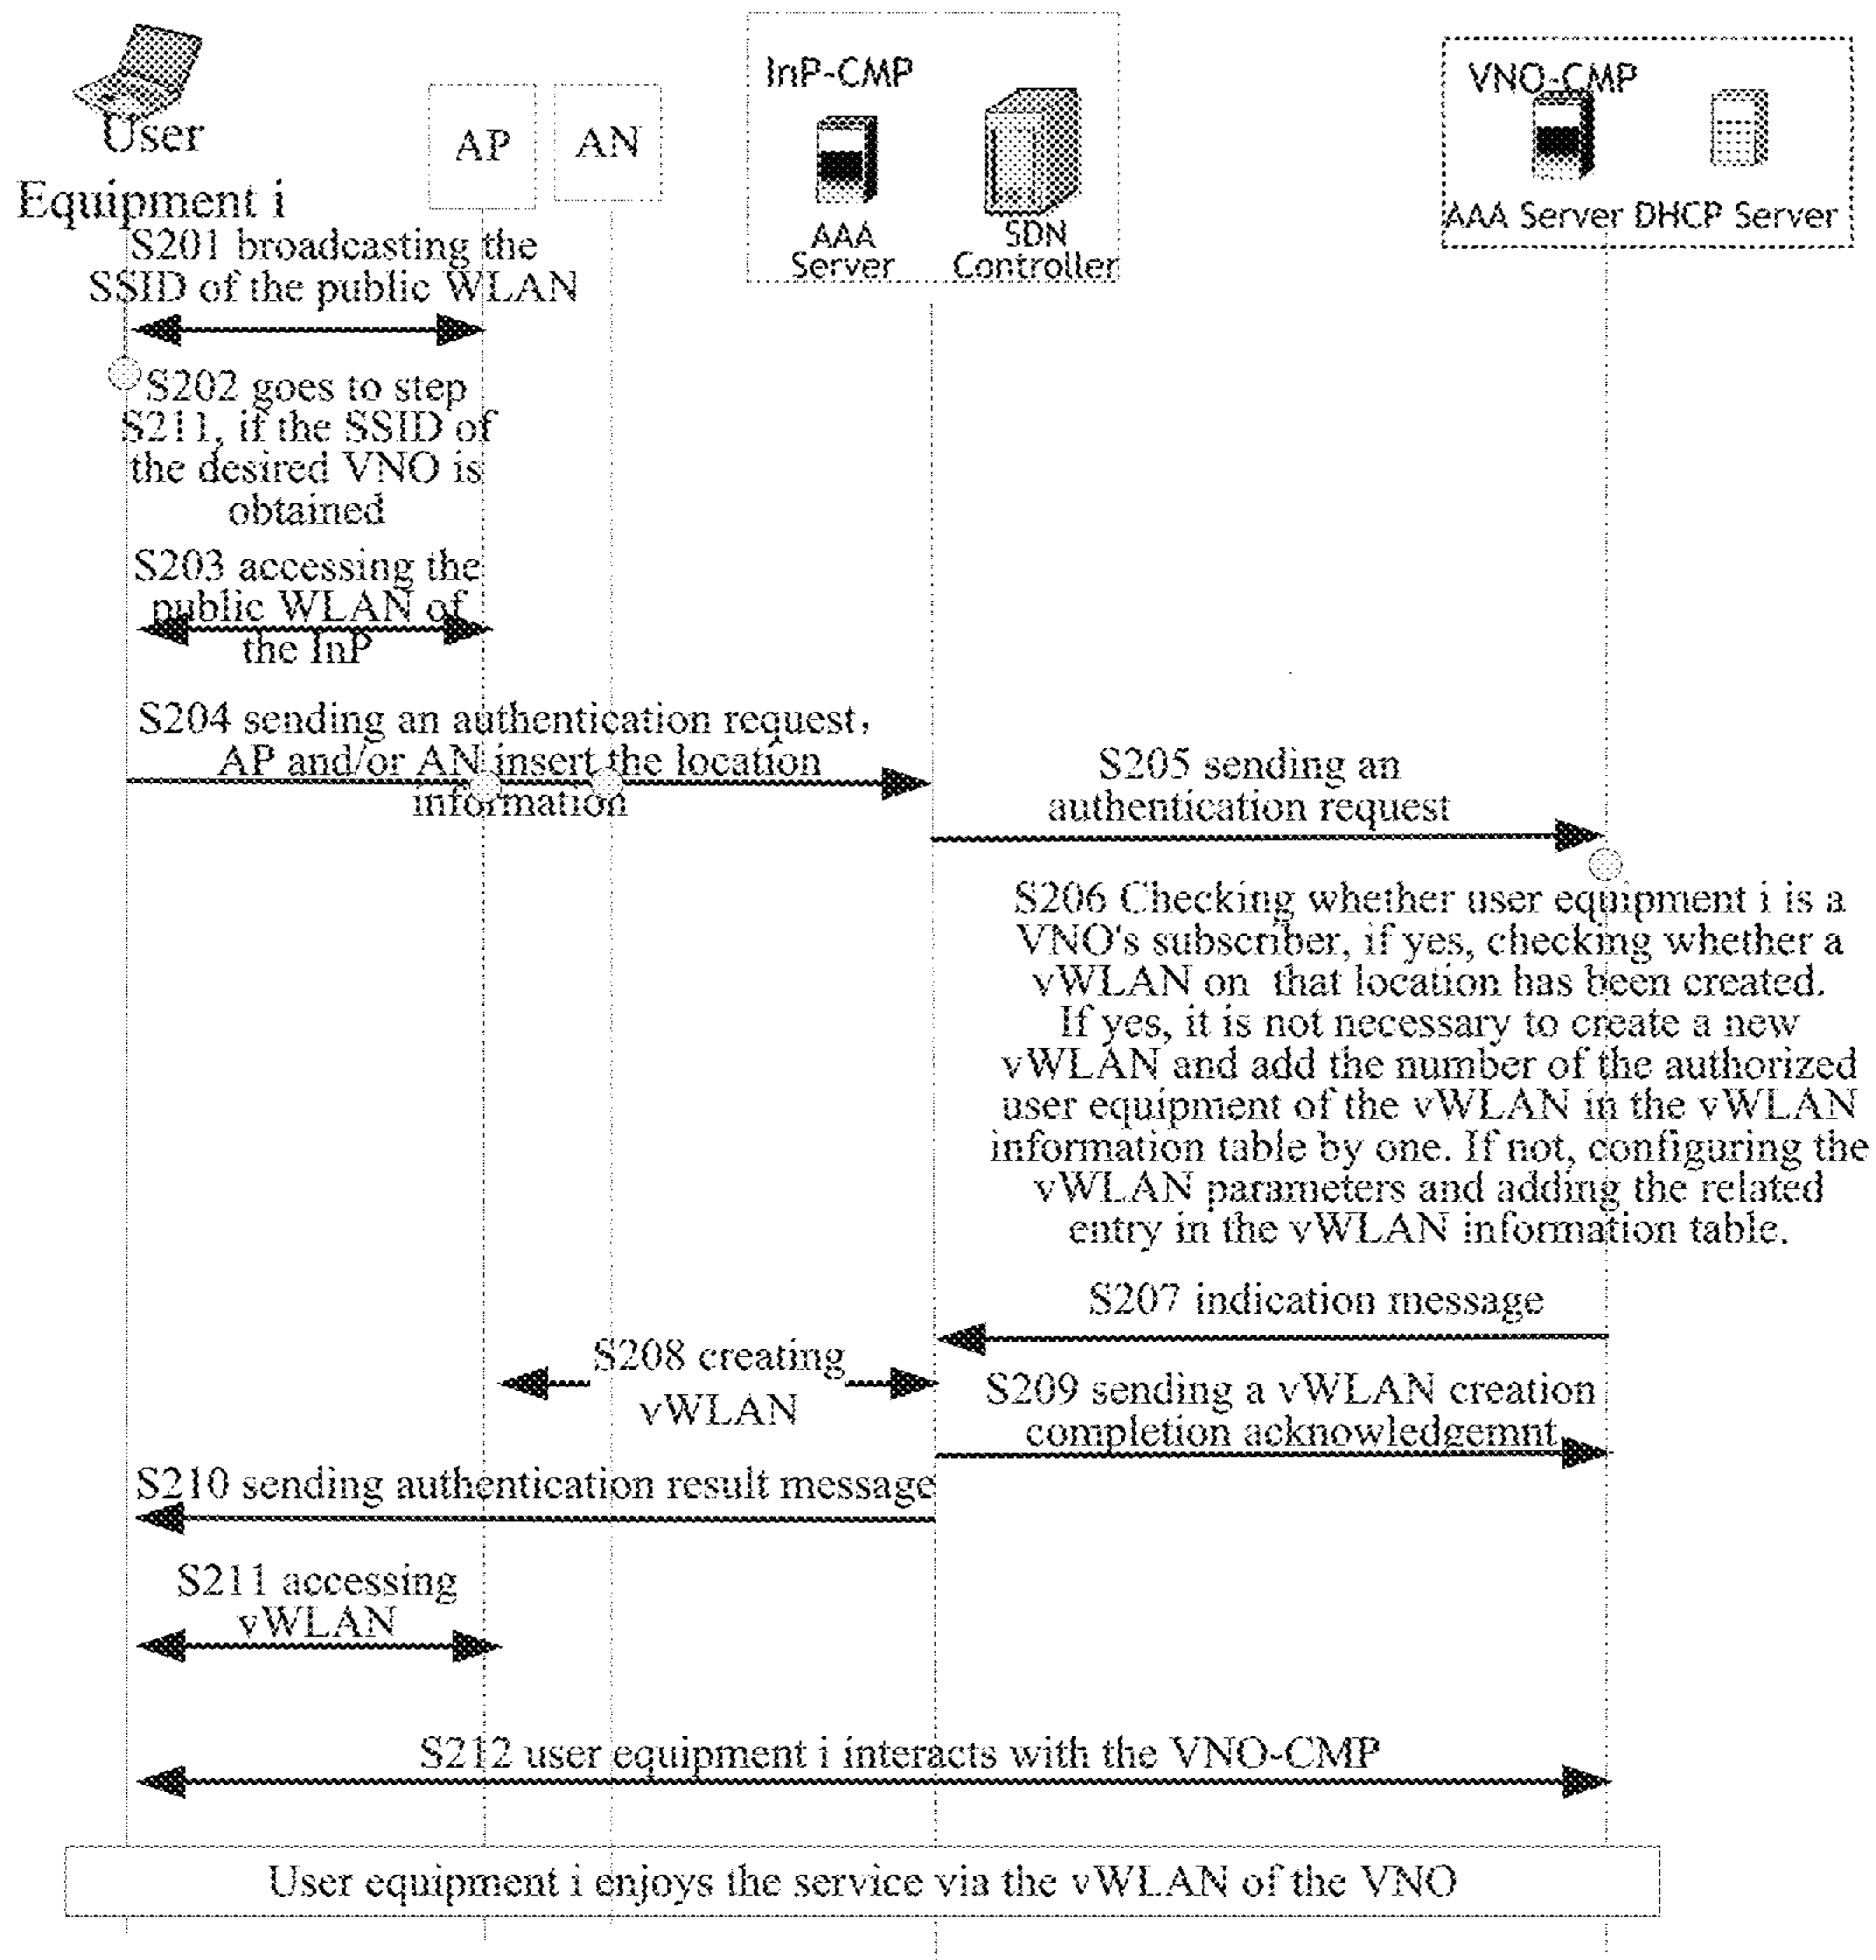 User
Equipment i
AP
AN
InP-CMP
AAA
Server
SDN
Controller
VNO-CMP
AAA Server DHCP Server
S201 broadcasting the
SSID of the public WLAN
S202 goes to step
S211, if the SSID of
the desired VNO is
obtained
S203 accessing the
public WLAN of
the InP
S204 sending an authentication request,
AP and/or AN insert the location
information
S205 sending an
authentication request
S206 Checking whether user equipment i is a
VNO's subscriber, if yes, checking whether a
vWLAN on that location has been created.
If yes, it is not necessary to create a new
vWLAN and add the number of the authorized
user equipment of the vWLAN in the vWLAN
information table by one. If not, configuring the
vWLAN parameters and adding the related
entry in the vWLAN information table.
S207 indication message
S208 creating
vWLAN
S209 sending a vWLAN creation
completion acknowledgemnt
S210 sending authentication result message
S211 accessing
vWLAN
S212 user equipment i interacts with the VNO-CMP
User equipment i enjoys the service via the vWLAN of the VNO